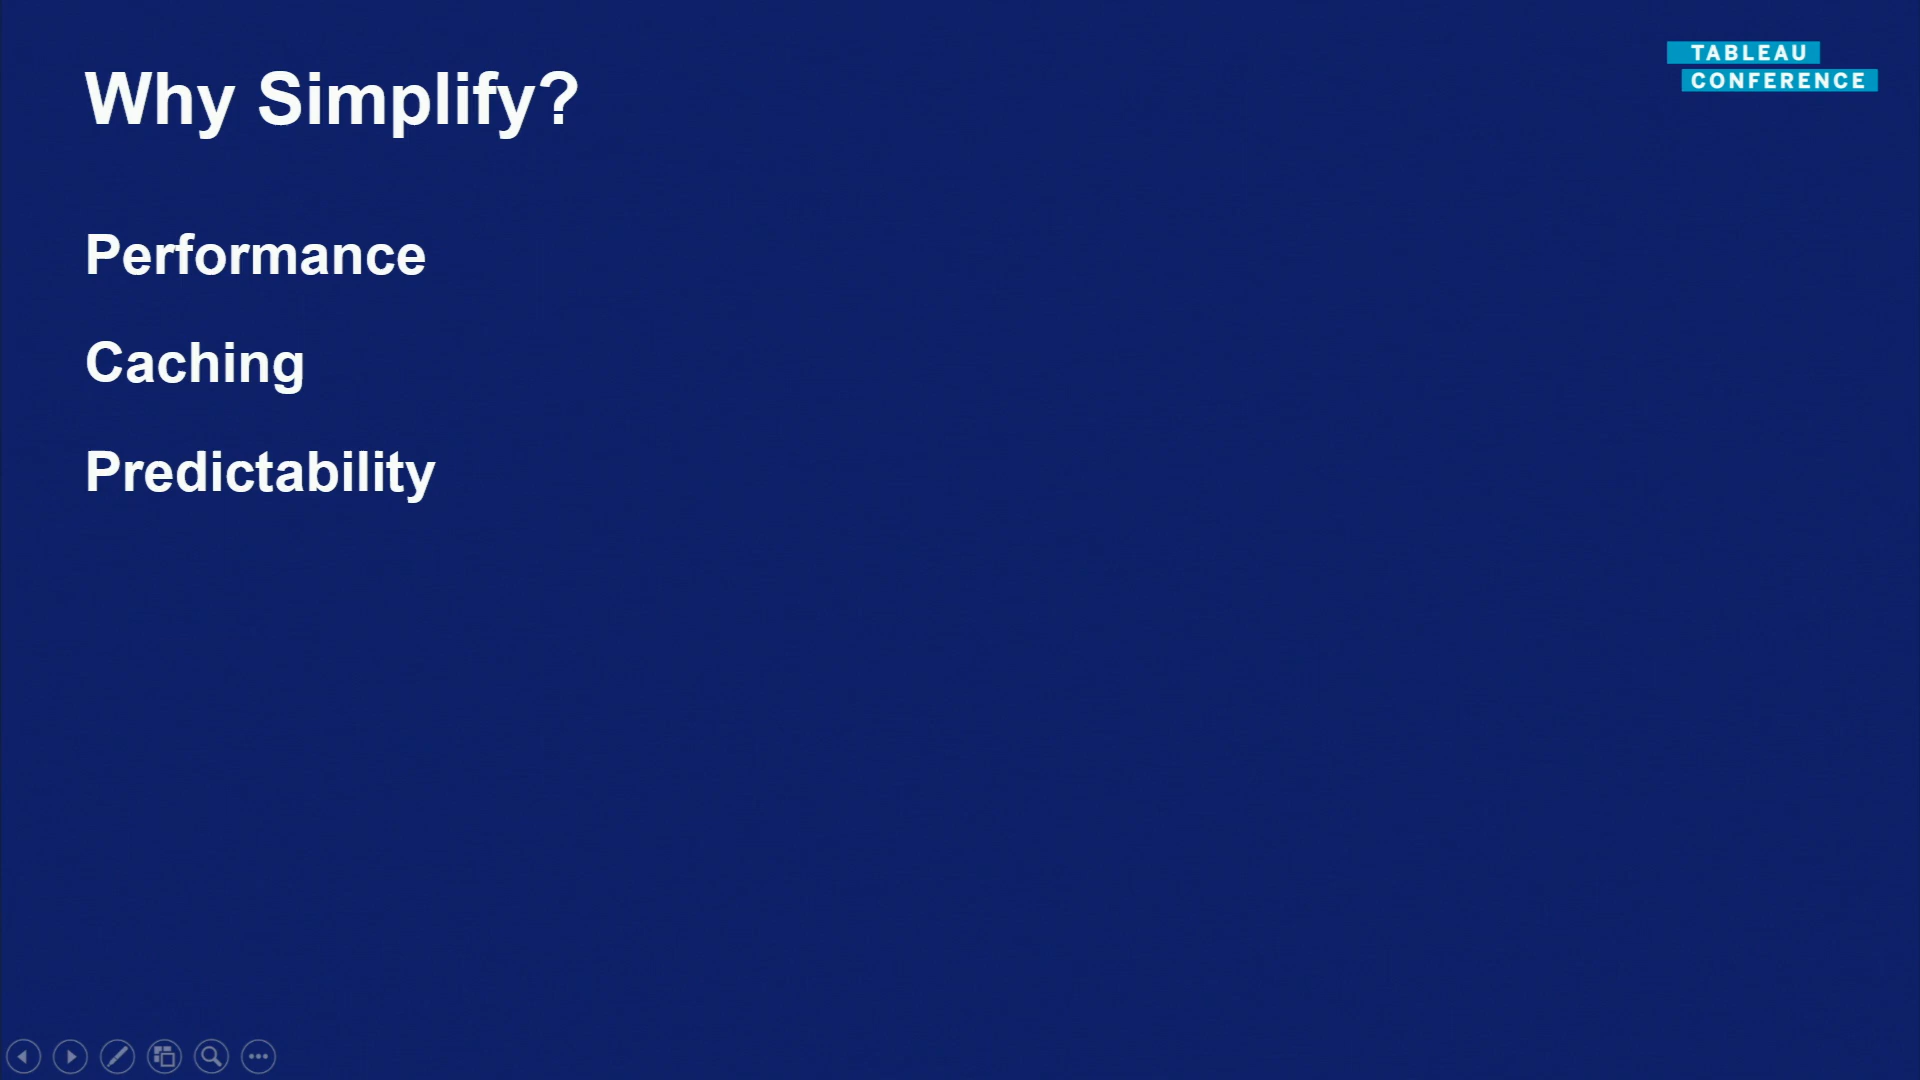 Why Simplify?
TABLEAU
CONFERENCE
Performance
Caching
Predictability